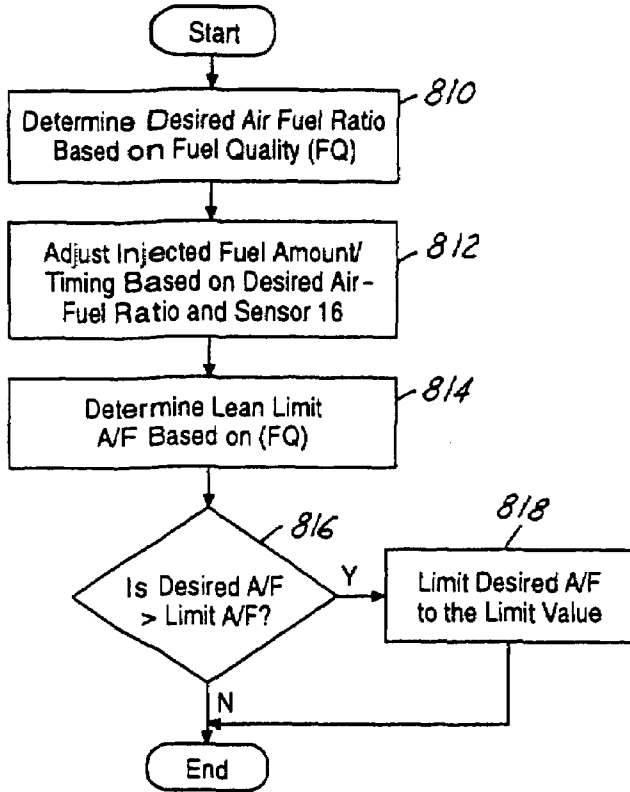 Start
810
Determine Desired Air Fuel Ratio
Based on Fuel Quality (FQ)
812
Adjust Injected Fuel Amount/
Timing Based on Desired Air-
Fuel Ratio and Sensor 16
814
Determine Lean Limit
A/F Based on (FQ)
816
Is Desired A/F
> Limit A/F?
Y
818
Limit Desired A/F
to the Limit Value
N
End